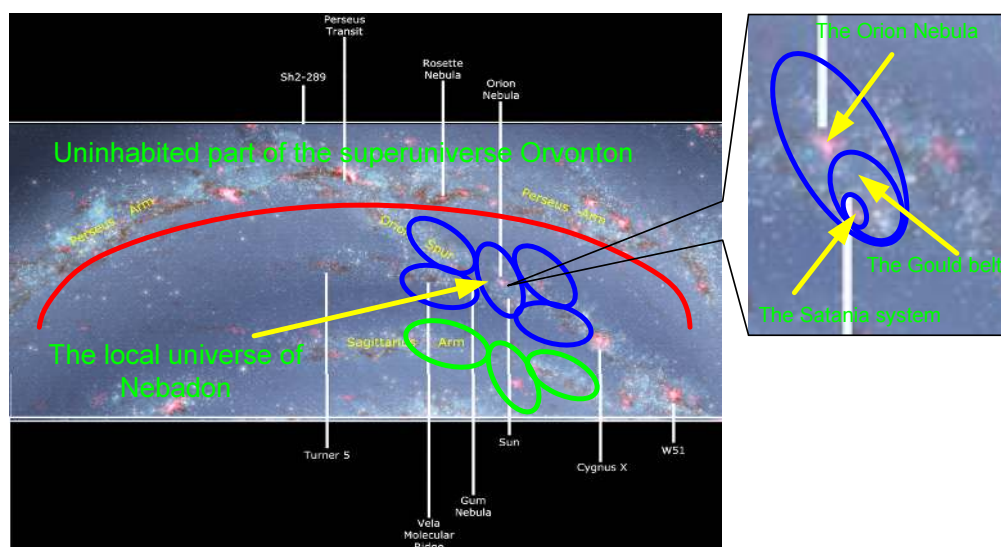 Perseus
Transit
Sh2-289
Rosette
Nebula
Orion
Nebula
Uninhabited part of the superuniverse Orvonton
Perseus Arm
Perseus Arm
Orion Spur
Sagittarius Arm
The local universe of
Nebadon
Turner 5
Vela
Molecular
Ridge
Gum
Nebula
Sun
Cygnus X
W51
The Orion Nebula
The Gould belt
The Satania system